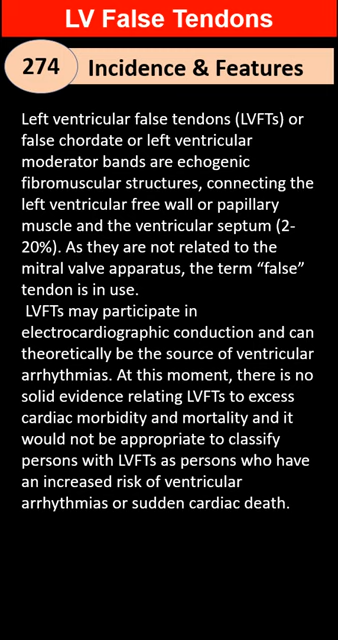 LV False Tendons
274
Incidence & Features
Left ventricular false tendons (LVFTs) or
false chordate or left ventricular
moderator bands are echogenic
fibromuscular structures, connecting the
left ventricular free wall or papillary
muscle and the ventricular septum (2-
20%). As they are not related to the
mitral valve apparatus, the term “false”
tendon is in use.
LVFTs may participate in
electrocardiographic conduction and can
theoretically be the source of ventricular
arrhythmias. At this moment, there is no
solid evidence relating LVFTs to excess
cardiac morbidity and mortality and it
would not be appropriate to classify
persons with LVFTs as persons who have
an increased risk of ventricular
arrhythmias or sudden cardiac death.